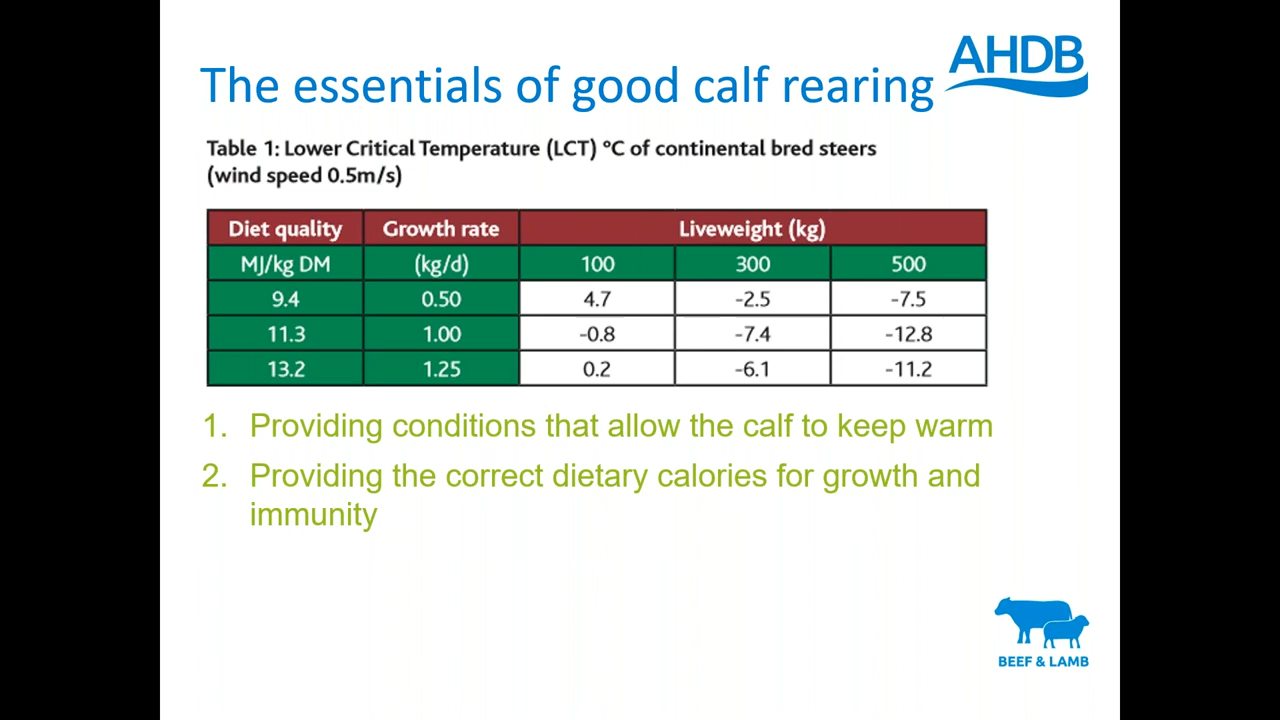 The essentials of good calf rearing
AHDB
Table 1: Lower Critical Temperature (LCT) °C of continental bred steers
(wind speed 0.5m/s)
Diet quality Growth rate Liveweight (kg)
MJ/kg DM (kg/d) 100 300 500
9.4 0.50 4.7 -2.5 -7.5
11.3 1.00 -0.8 -7.4 -12.8
13.2 1.25 0.2 -6.1 -11.2
1. Providing conditions that allow the calf to keep warm
2. Providing the correct dietary calories for growth and
immunity
BEEF & LAMB